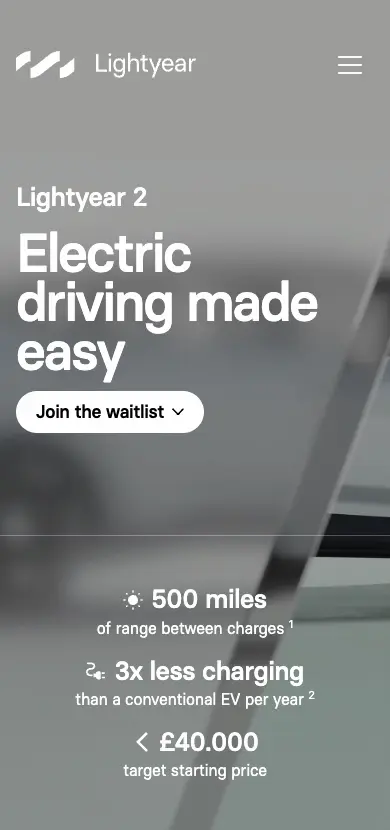 Lightyear
Lightyear 2
Electric
driving made
easy
Join the waitlist
500 miles
of range between charges ¹
3x less charging
than a conventional EV per year ²
< £40.000
target starting price